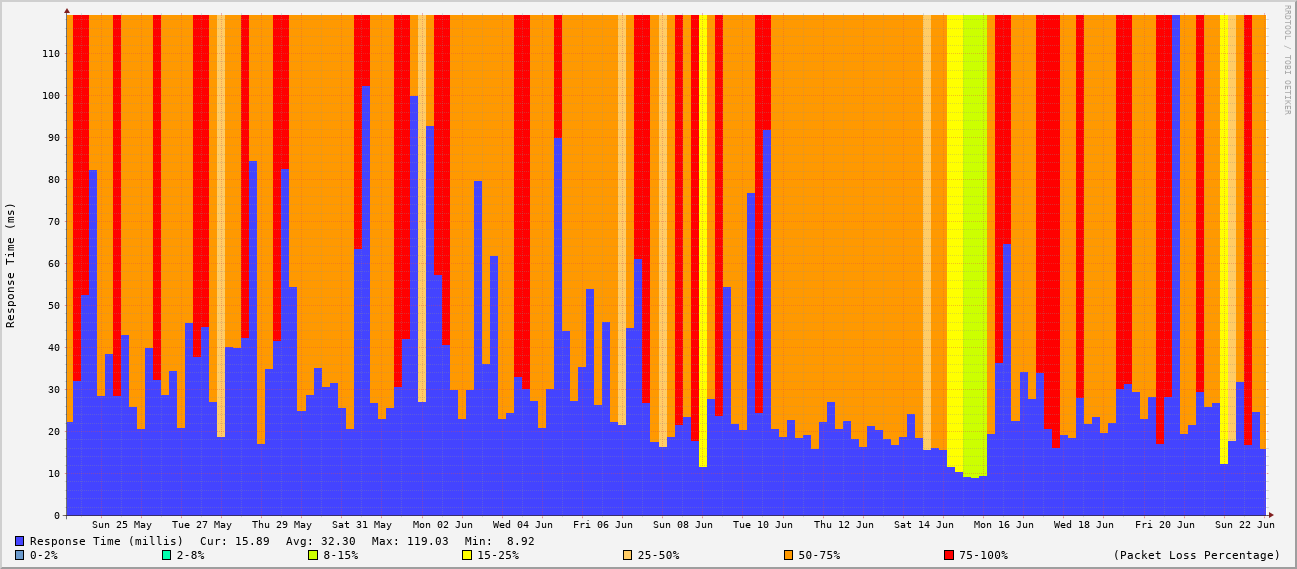 RRDTOOL / TOBI OETIKER
Response Time (ms)
110
100
90
80
70
60
50
40
30
20
10
0
Sun 25 May Tue 27 May Thu 29 May Sat 31 May Mon 02 Jun Wed 04 Jun Fri 06 Jun Sun 08 Jun Tue 10 Jun Thu 12 Jun Sat 14 Jun Mon 16 Jun Wed 18 Jun Fri 20 Jun Sun 22 Jun
Response Time (millis) Cur: 15.89 Avg: 32.30 Max: 119.03 Min: 8.92
0-2% 2-8% 8-15% 15-25% 25-50% 50-75% 75-100% (Packet Loss Percentage)